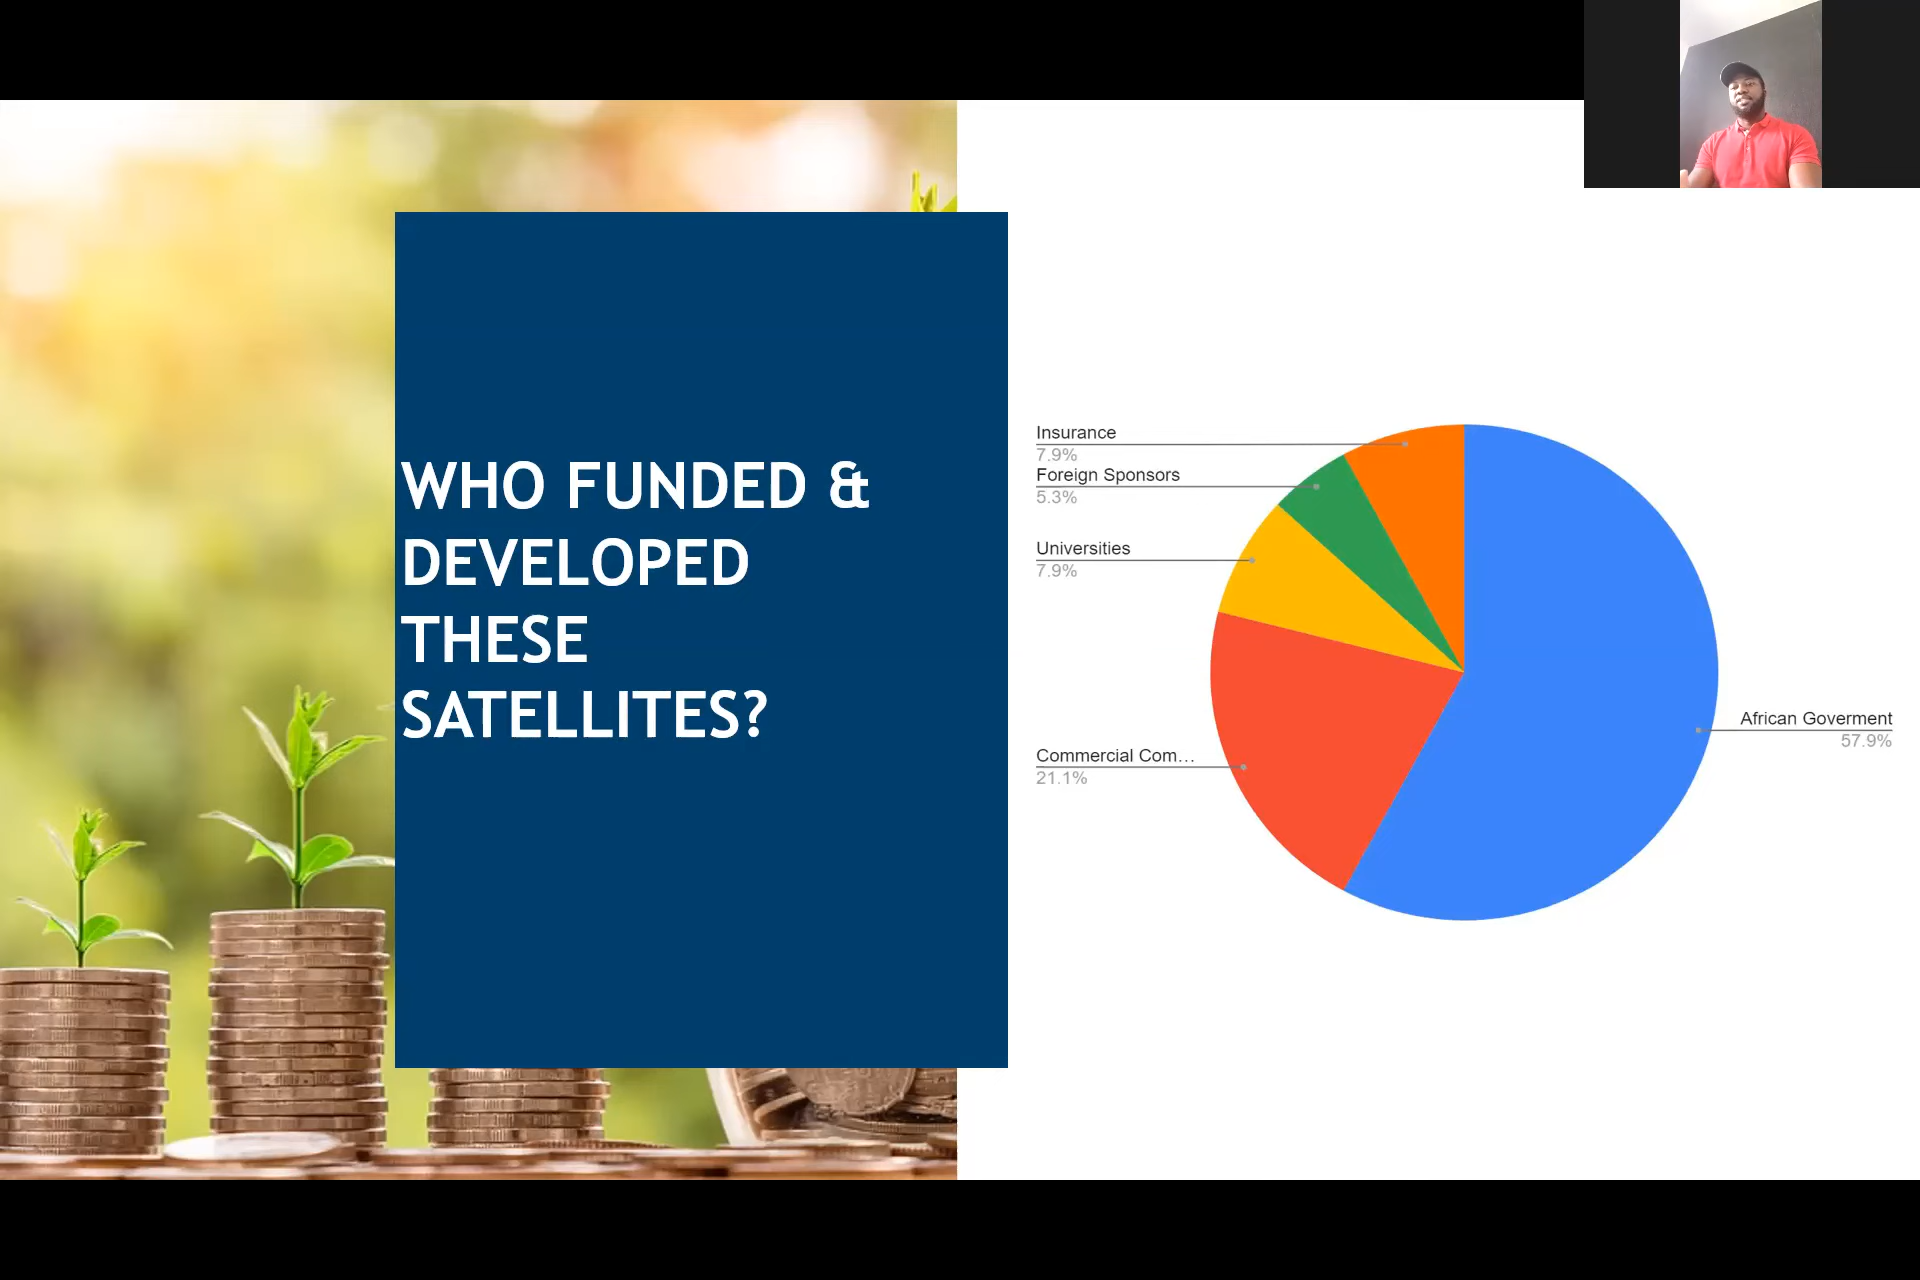 WHO FUNDED &
DEVELOPED
THESE
SATELLITES?
Insurance
7.9%
Foreign Sponsors
5.3%
Universities
7.9%
Commercial Com…
21.1%
African Goverment
57.9%